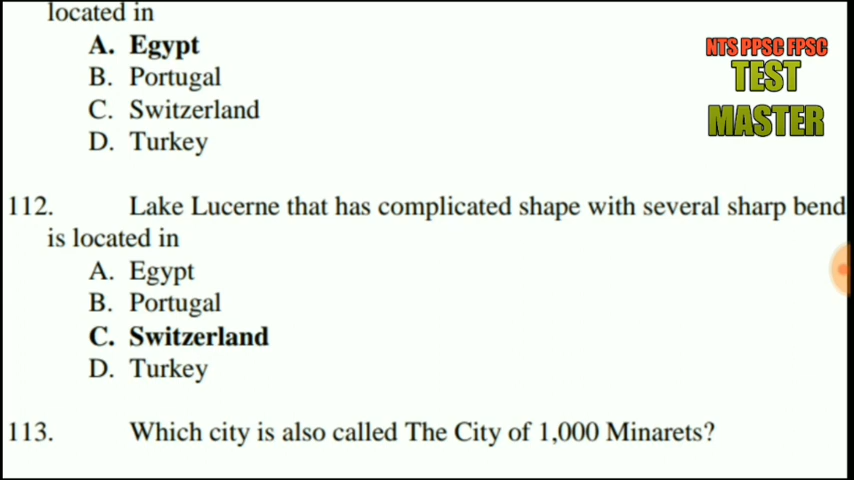 located in
A. Egypt
B. Portugal
C. Switzerland
D. Turkey
NTS PPSC FPSC
TEST
MASTER
112. Lake Lucerne that has complicated shape with several sharp bend
is located in
A. Egypt
B. Portugal
C. Switzerland
D. Turkey
113. Which city is also called The City of 1,000 Minarets?